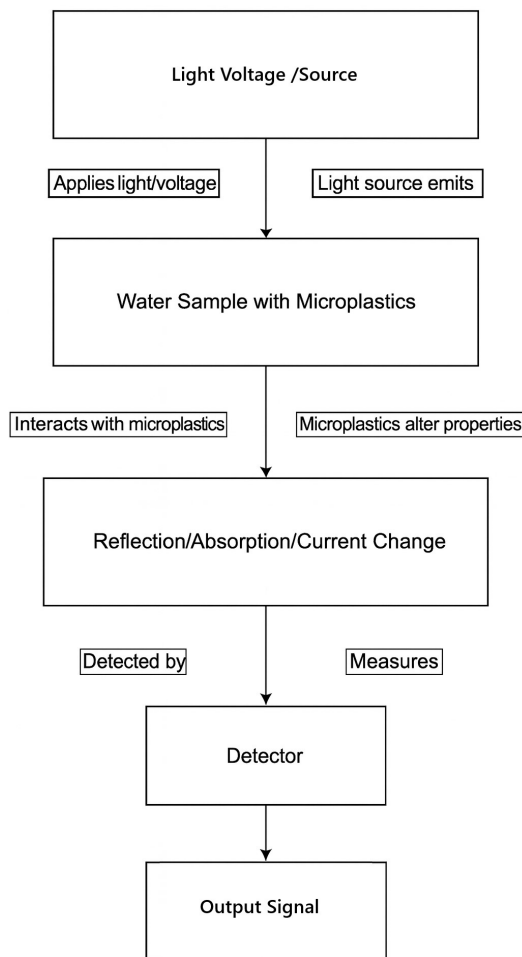 Light Voltage /Source
Applies light/voltage
Light source emits
Water Sample with Microplastics
Interacts with microplastics
Microplastics alter properties
Reflection/Absorption/Current Change
Detected by
Measures
Detector
Output Signal